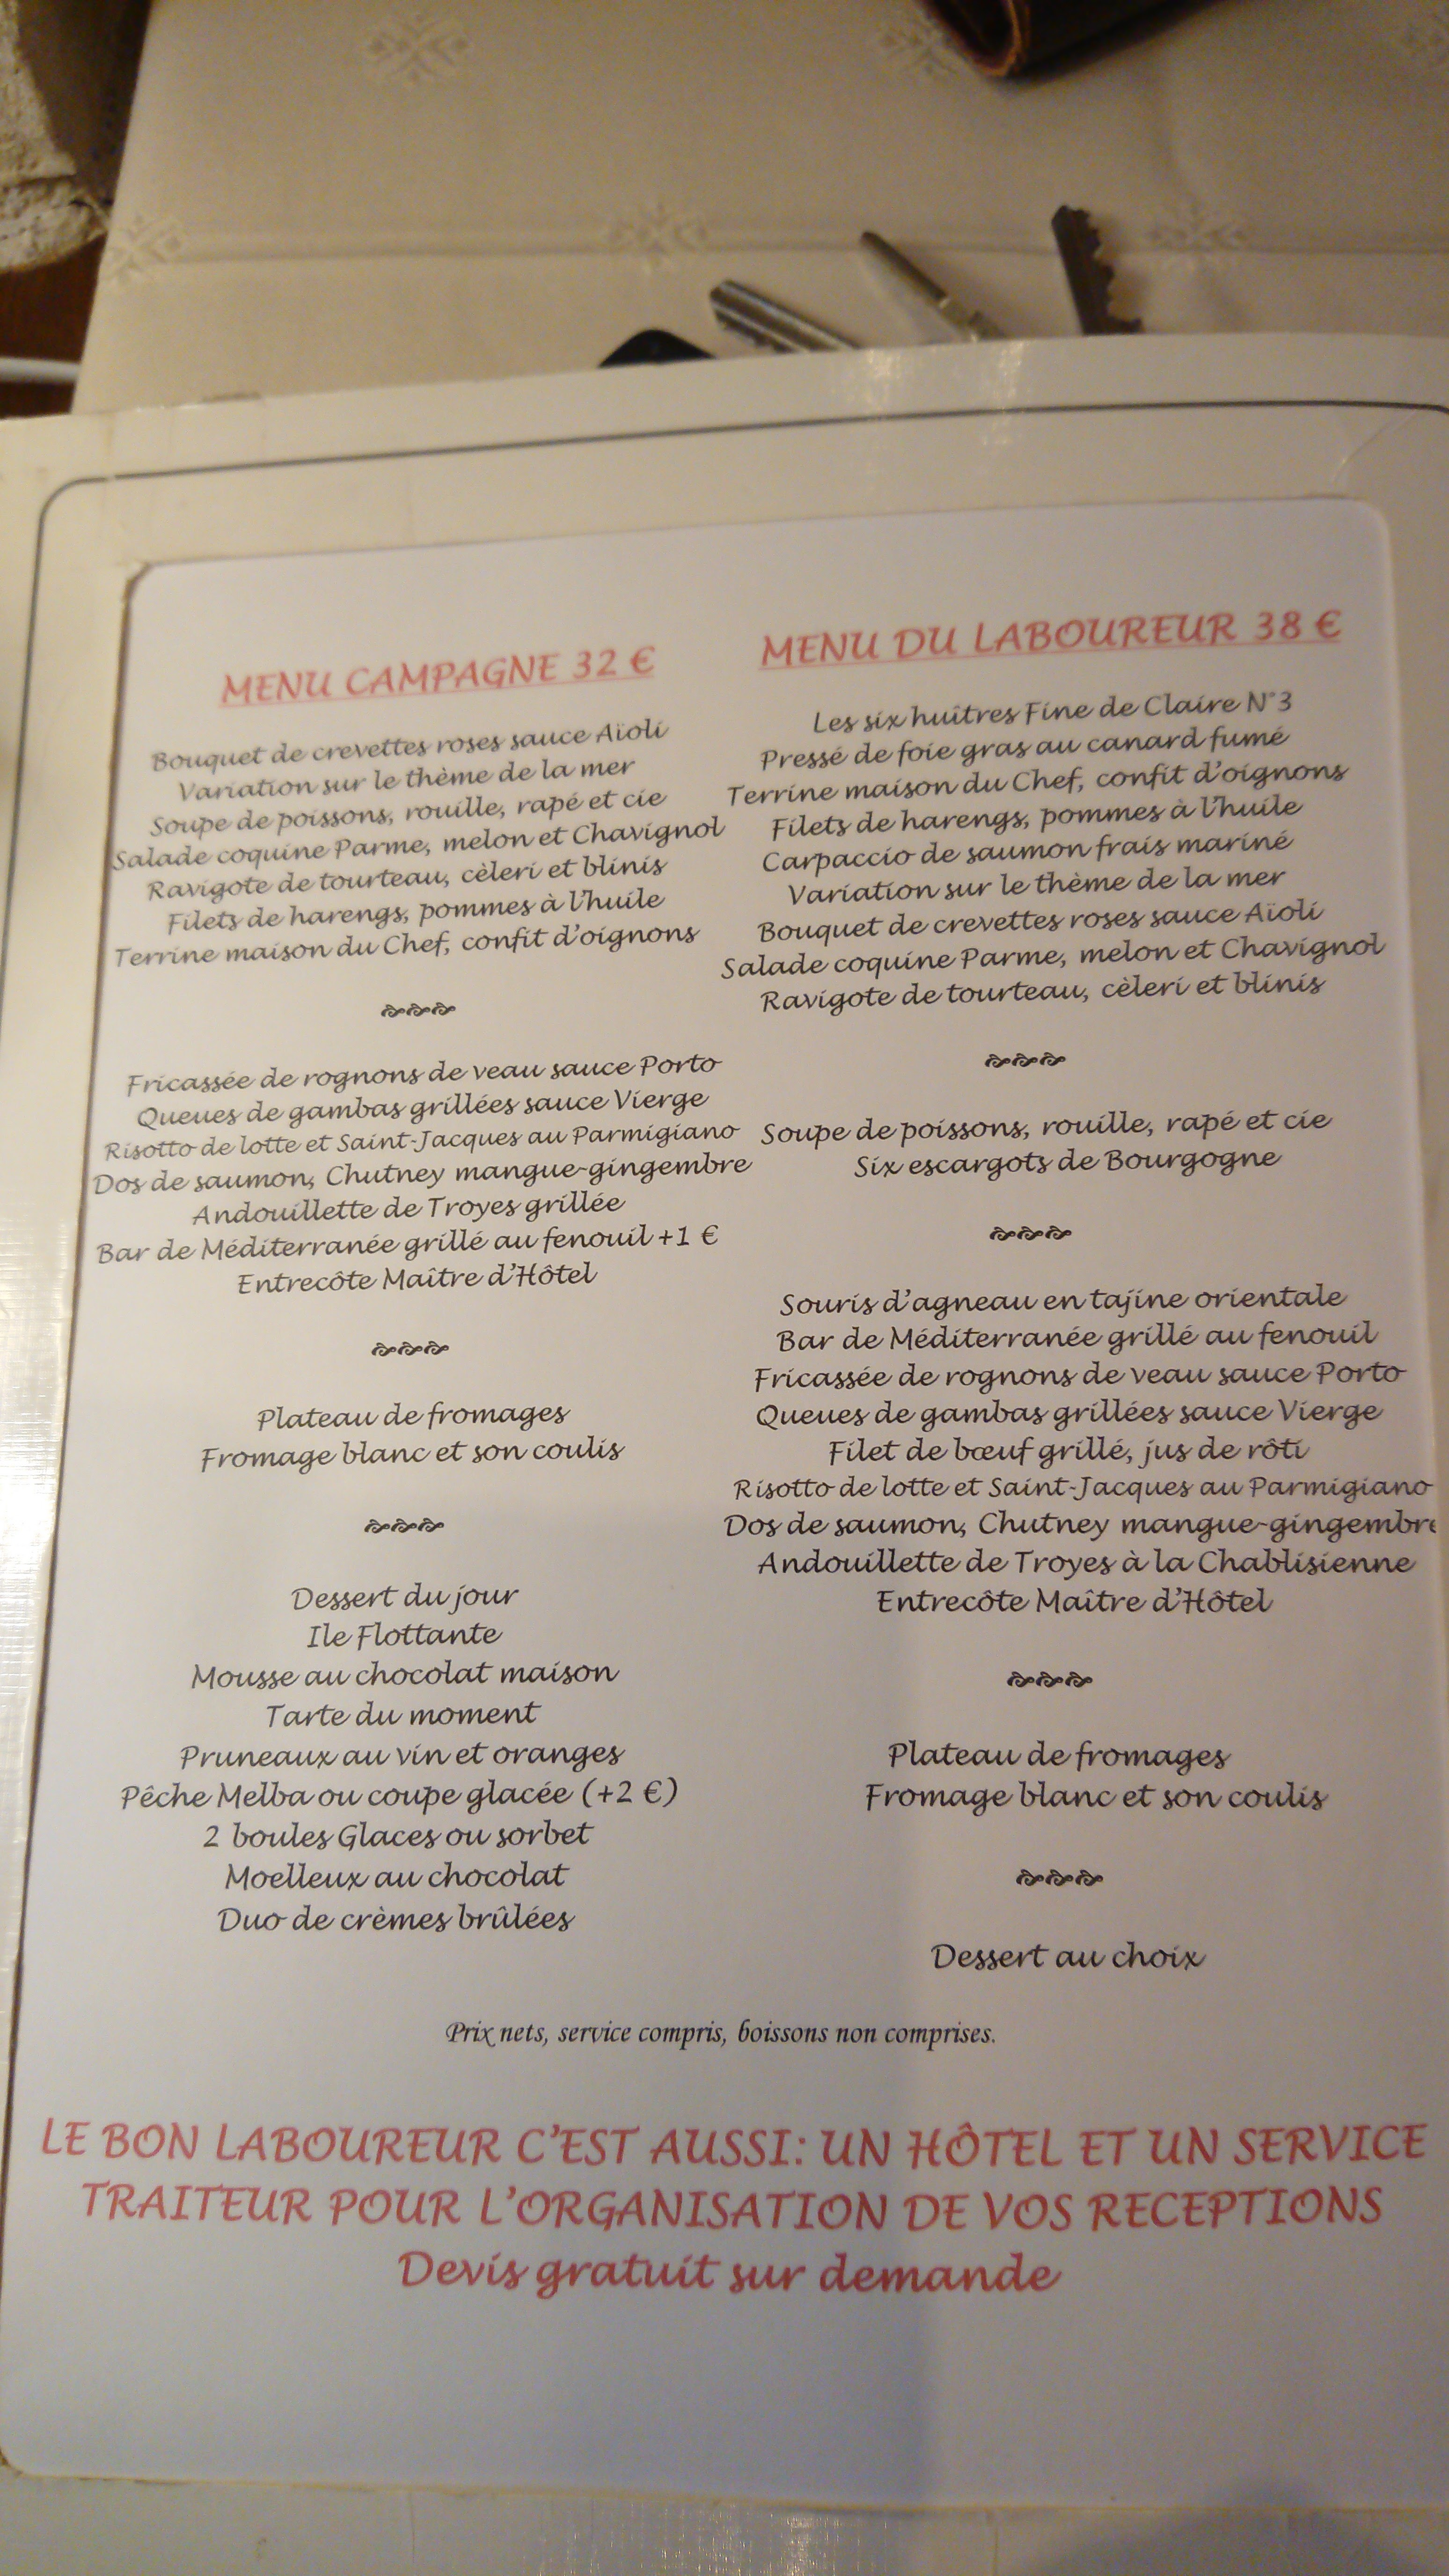 MENU CAMPAGNE 32 €
Bouquet de crevettes roses sauce Aïoli
Variation sur le thème de la mer
Soupe de poissons, rouille, rapé et cie
Salade coquine Parme, melon et Chavignol
Ravigote de tourteau, cèleri et blinis
Filets de harengs, pommes à l'huile
Terrine maison du Chef, confit d'oignons
Fricassée de rognons de veau sauce Porto
Queues de gambas grillées sauce Vierge
Risotto de lotte et Saint-Jacques au Parmigiano
Dos de saumon, Chutney mangue-gingembre
Andouillette de Troyes grillée
Bar de Méditerranée grillé au fenouil +1 €
Entrecôte Maître d'Hôtel
Plateau de fromages
Fromage blanc et son coulis
Dessert du jour
Ile Flottante
Mousse au chocolat maison
Tarte du moment
Pruneaux au vin et oranges
Pêche Melba ou coupe glacée (+2 €)
2 boules Glaces ou sorbet
Moelleux au chocolat
Duo de crèmes brûlées
MENU DU LABOUREUR 38 €
Les six huîtres Fine de Claire N°3
Pressé de foie gras au canard fumé
Terrine maison du Chef, confit d'oignons
Filets de harengs, pommes à l'huile
Carpaccio de saumon frais mariné
Variation sur le thème de la mer
Bouquet de crevettes roses sauce Aïoli
Salade coquine Parme, melon et Chavignol
Ravigote de tourteau, cèleri et blinis
Soupe de poissons, rouille, rapé et cie
Six escargots de Bourgogne
Souris d'agneau en tajine orientale
Bar de Méditerranée grillé au fenouil
Fricassée de rognons de veau sauce Porto
Queues de gambas grillées sauce Vierge
Filet de bœuf grillé, jus de rôti
Risotto de lotte et Saint-Jacques au Parmigiano
Dos de saumon, Chutney mangue-gingembre
Andouillette de Troyes à la Chablisienne
Entrecôte Maître d'Hôtel
Plateau de fromages
Fromage blanc et son coulis
Dessert au choix
Prix nets, service compris, boissons non comprises.
LE BON LABOUREUR C'EST AUSSI: UN HÔTEL ET UN SERVICE
TRAITEUR POUR L'ORGANISATION DE VOS RECEPTIONS
Devis gratuit sur demande